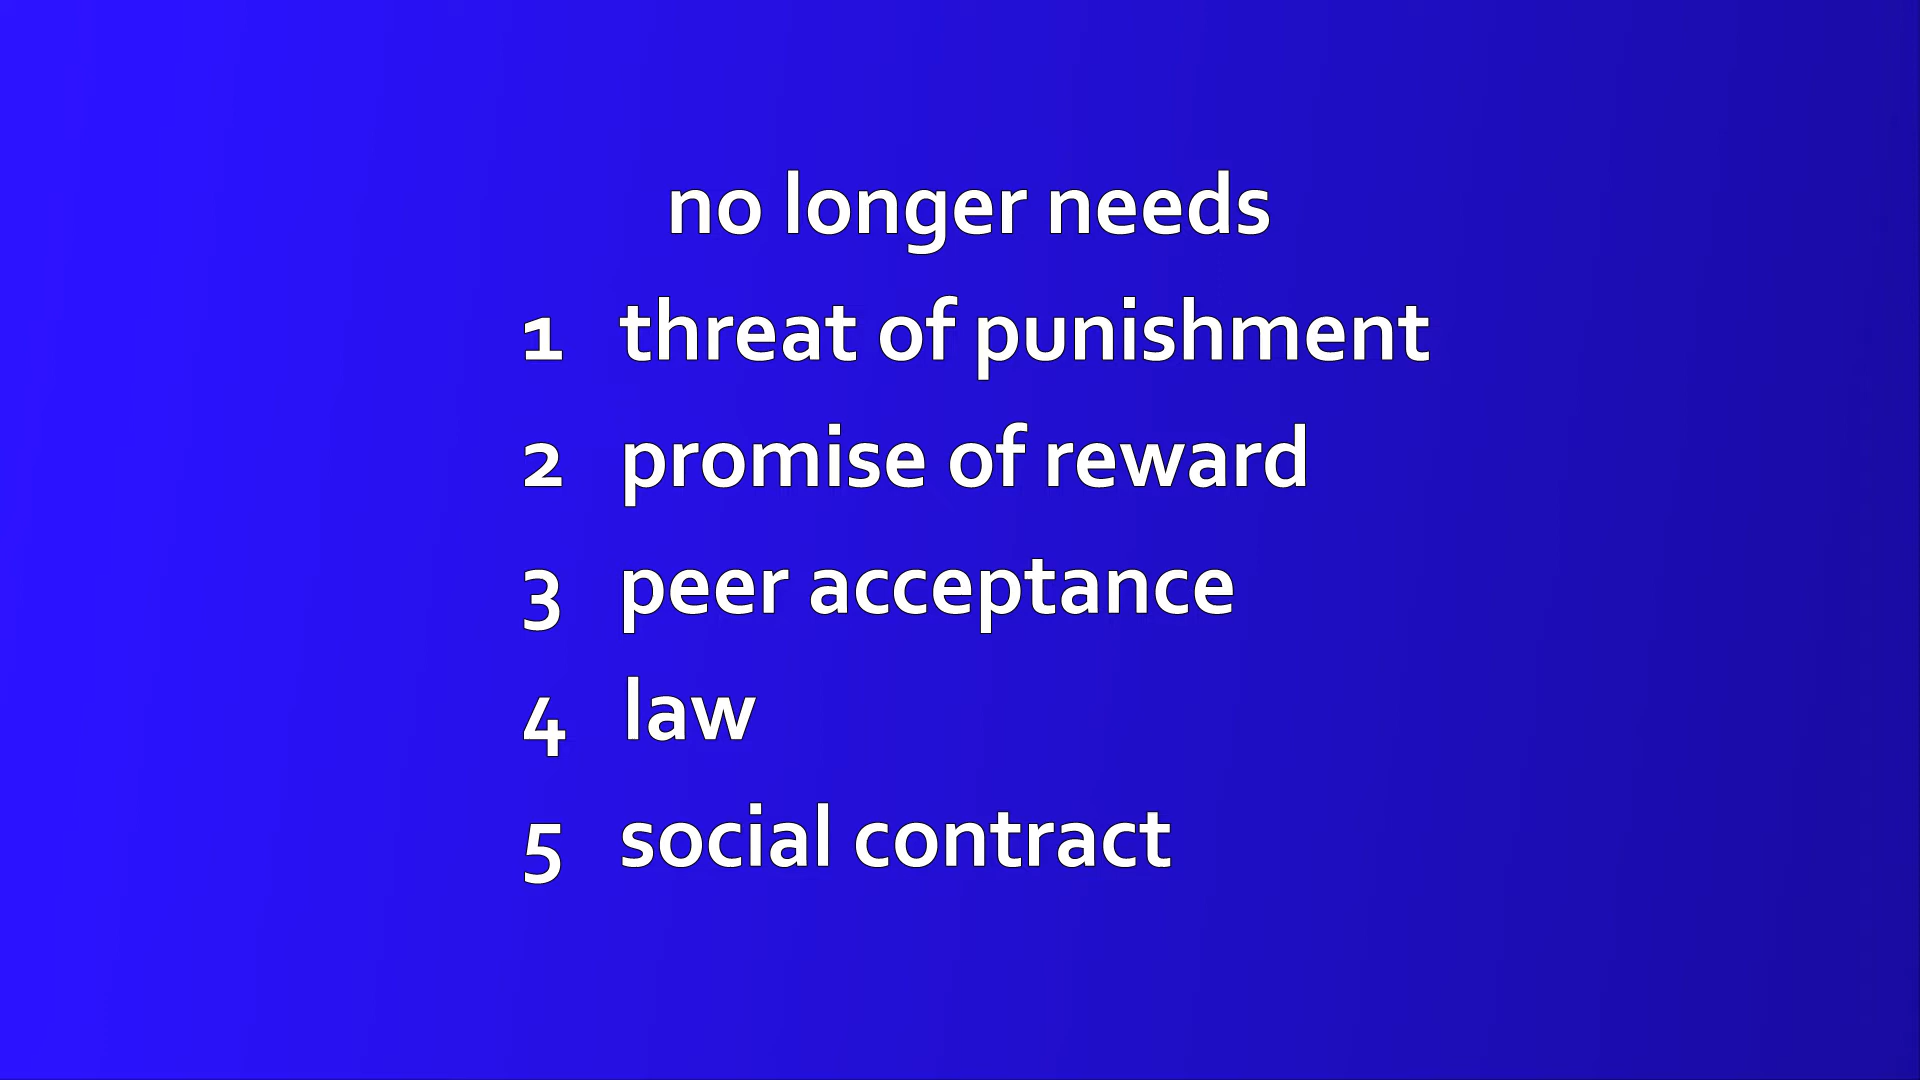 no longer needs
1 threat of punishment
2 promise of reward
3 peer acceptance
4 law
5 social contract